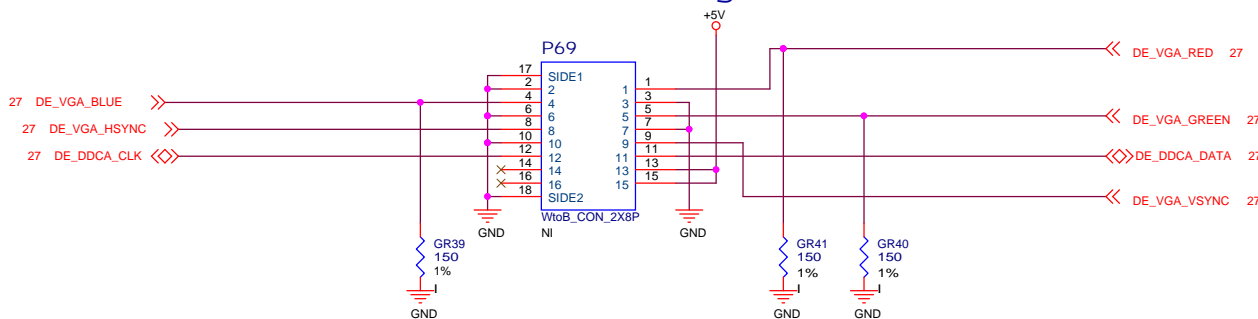 +5V
P69
27 DE_VGA_BLUE
27 DE_VGA_HSYNC
27 DE_DDCA_CLK
17 SIDE1
2 2
4 4
6 6
8 8
10 10
12 12
14 14
16 16
18 SIDE2
1 1
3 3
5 5
7 7
9 9
11 11
13 13
15 15
WtoB_CON_2X8P
NI
DE_VGA_RED 27
DE_VGA_GREEN 27
DE_DDCA_DATA 27
DE_VGA_VSYNC 27
GND
GND
GR39
150
1%
I
GND
GR41
150
1%
I
GND
GR40
150
1%
I
GND